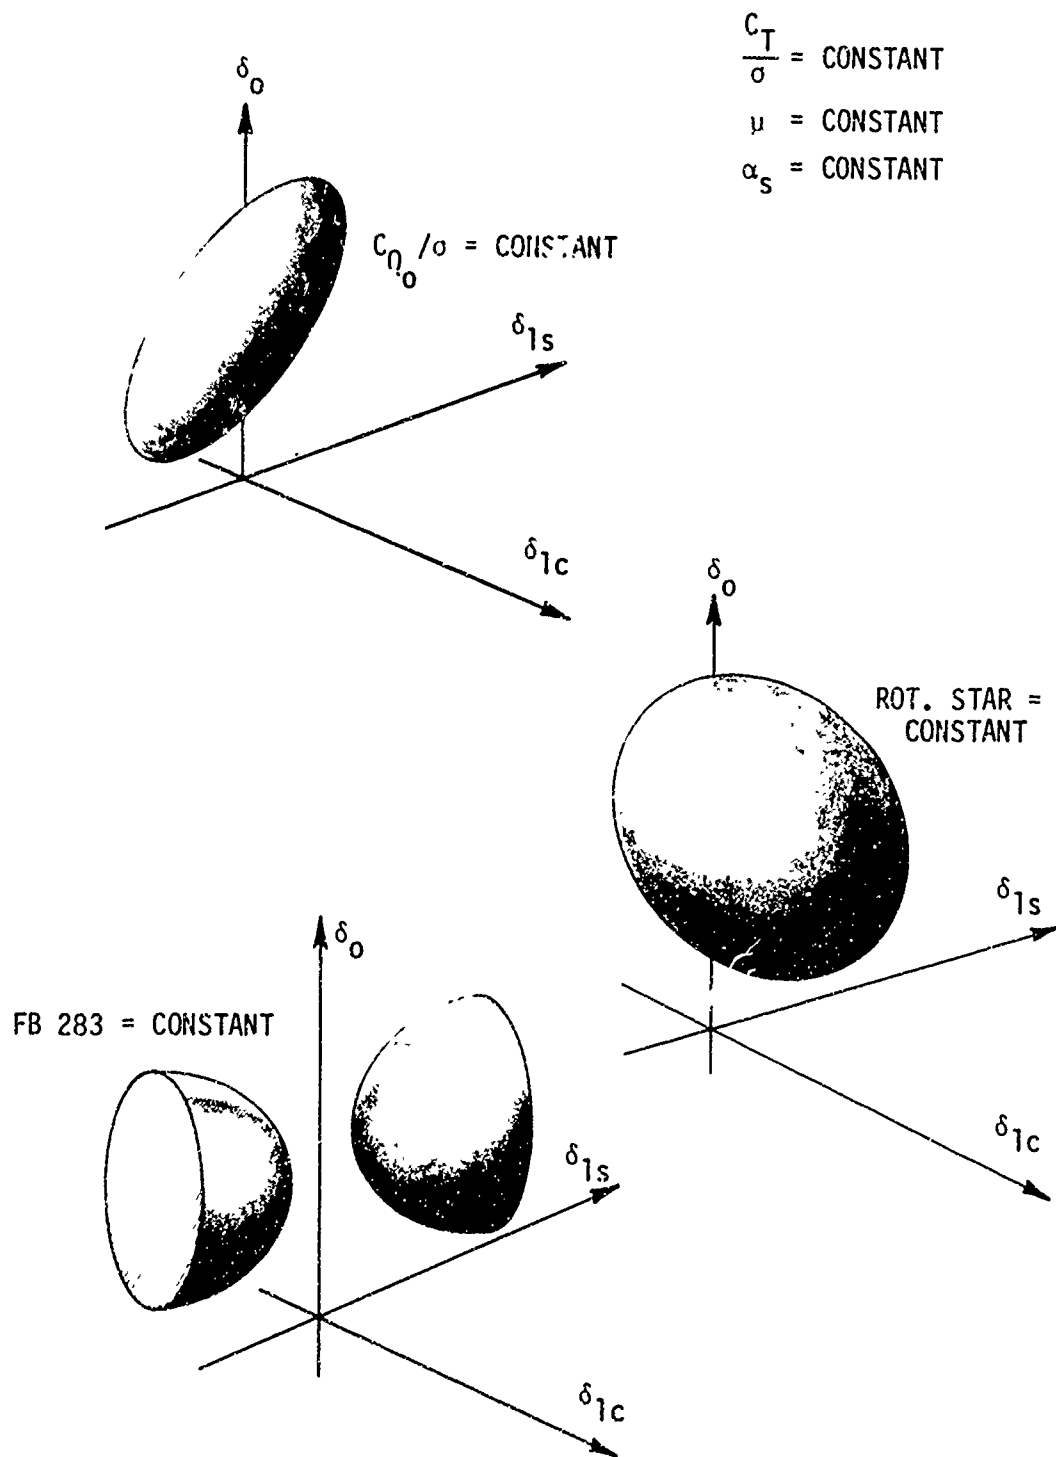 C_T/σ = CONSTANT
μ = CONSTANT
α_s = CONSTANT
δ_o
C_Q_o/σ = CONSTANT
δ_1s
δ_1c
δ_o
ROT. STAR =
CONSTANT
δ_1s
δ_1c
δ_o
FB 283 = CONSTANT
δ_1s
δ_1c